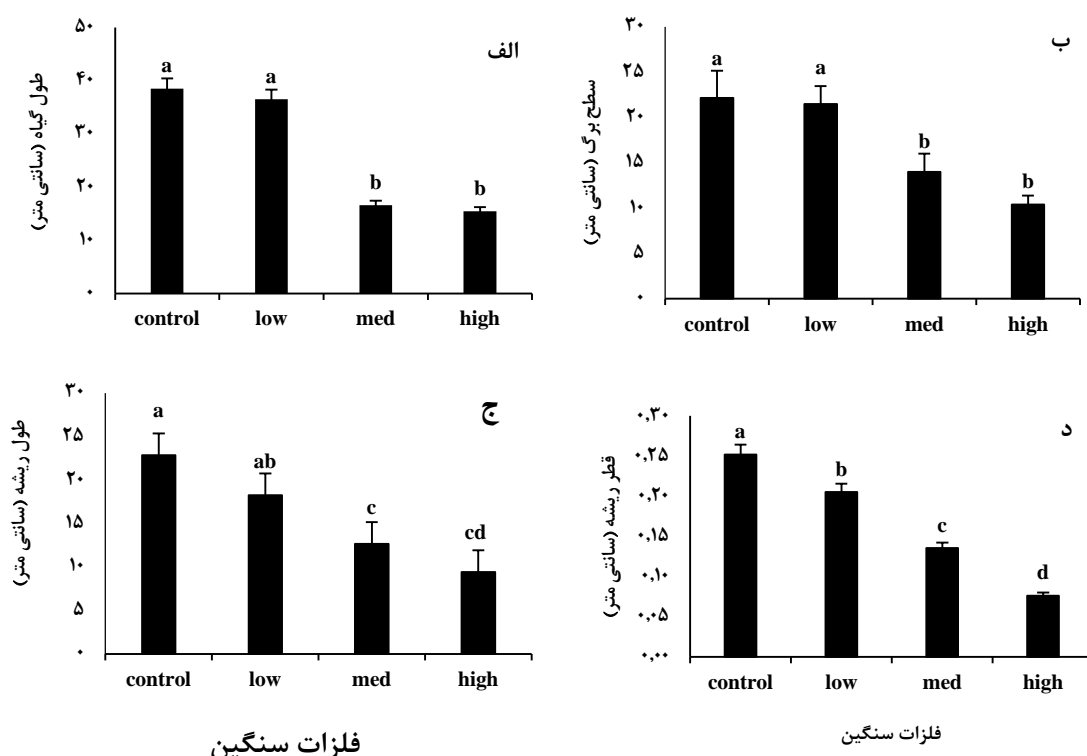 الف
طول گیاه (سانتی متر)
۵۰
۴۰
۳۰
۲۰
۱۰
۰
a
a
b
b
control low med high
ب
سطح برگ (سانتی متر)
۳۰
۲۵
۲۰
۱۵
۱۰
۵
۰
a
a
b
b
control low med high
ج
طول ریشه (سانتی متر)
۳۰
۲۵
۲۰
۱۵
۱۰
۵
۰
a
ab
c
cd
control low med high
فلزات سنگین
د
قطر ریشه (سانتی متر)
۰,۳۰
۰,۲۵
۰,۲۰
۰,۱۵
۰,۱۰
۰,۰۵
۰,۰۰
a
b
c
d
control low med high
فلزات سنگین